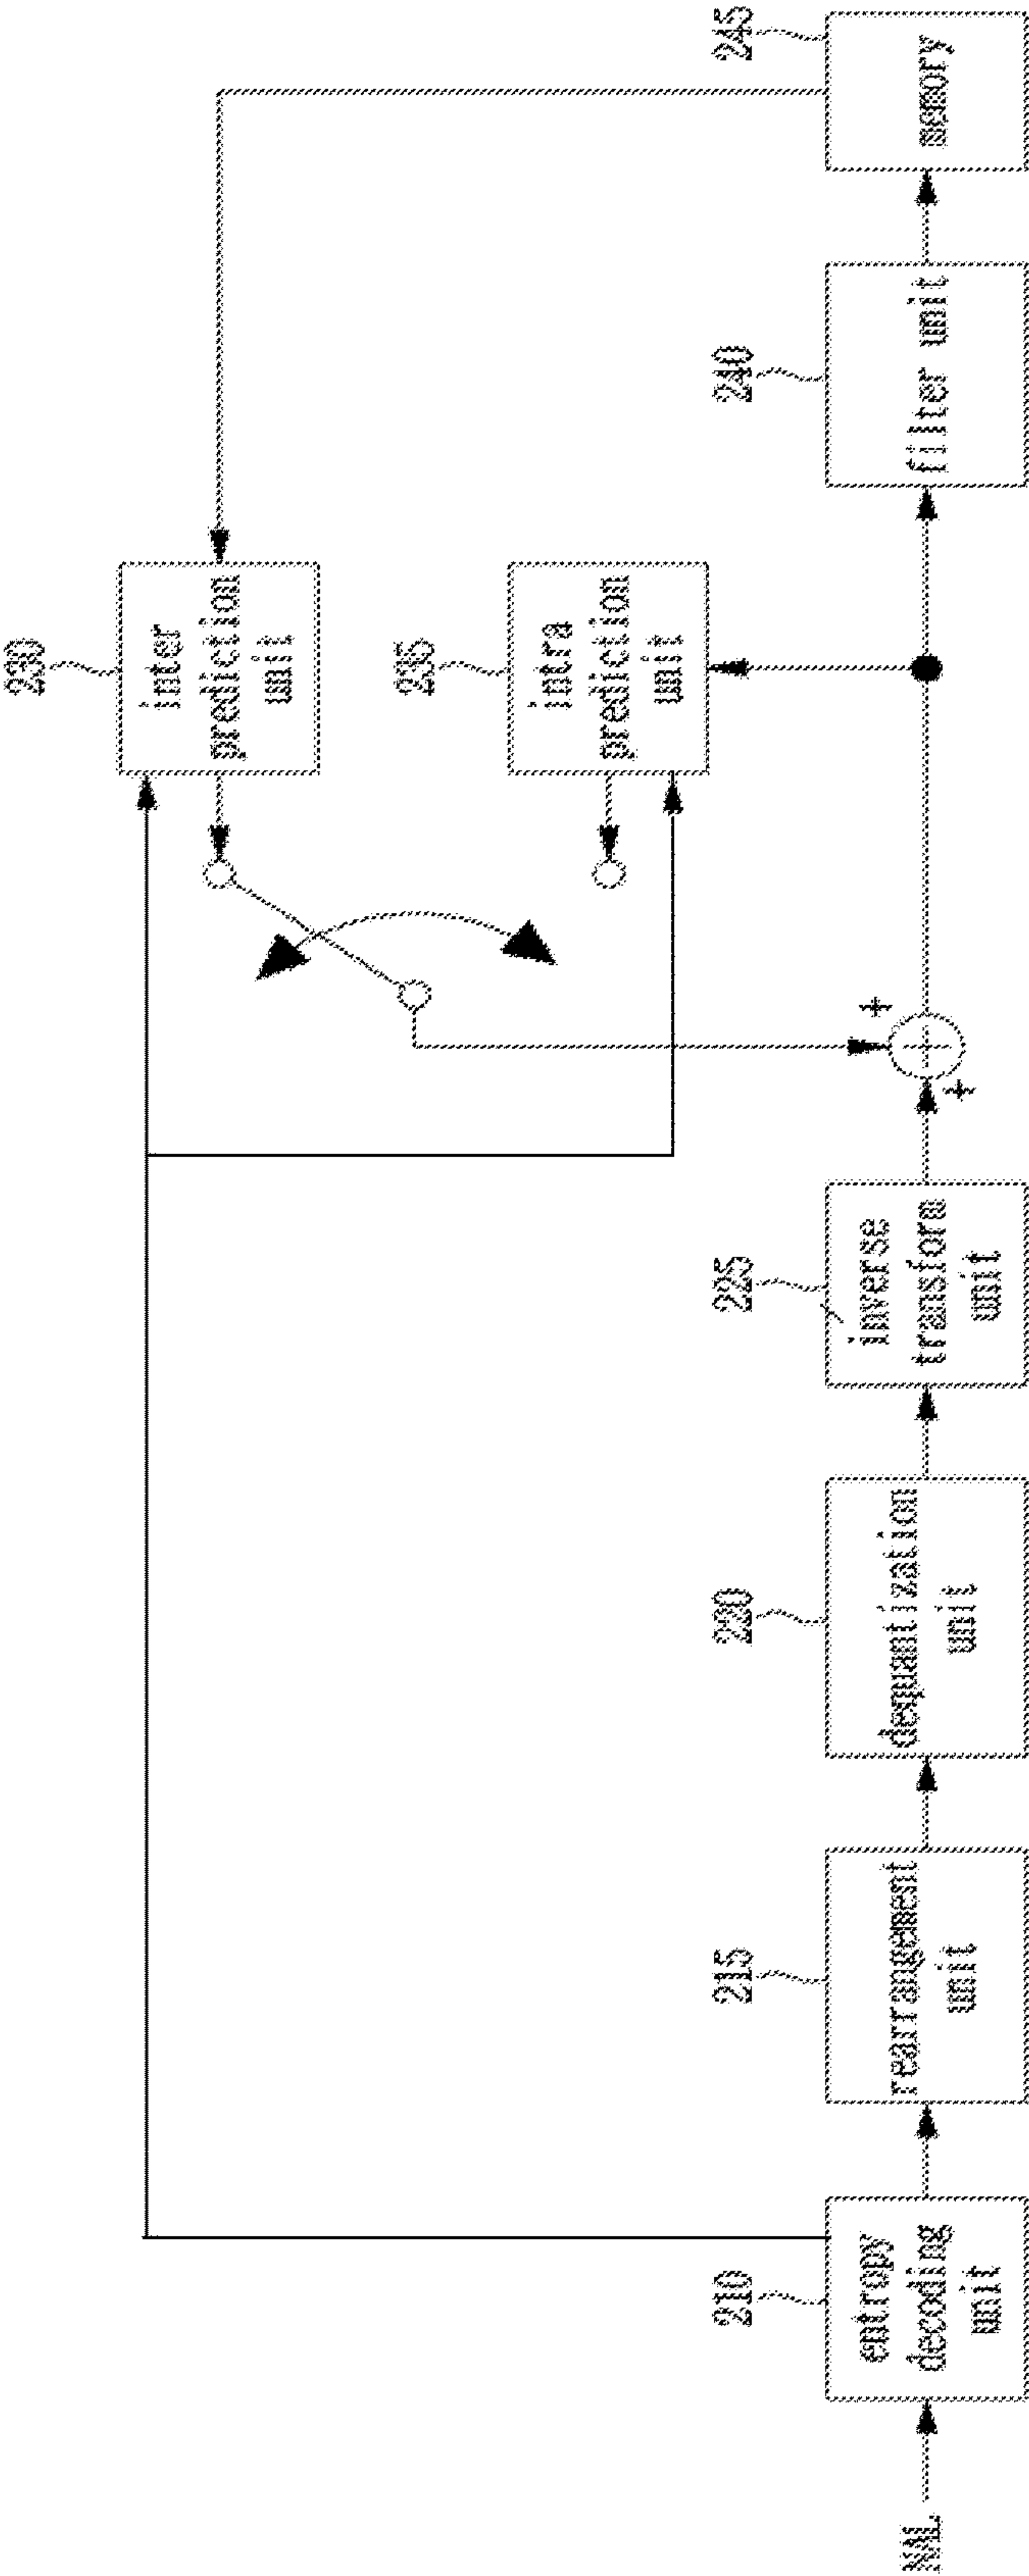 230
inter
prediction
unit
235
intra
prediction
unit
+
+
NAL
210
entropy
decoding
unit
215
rearrangement
unit
220
dequantization
unit
225
inverse
transform
unit
240
filter unit
245
memory